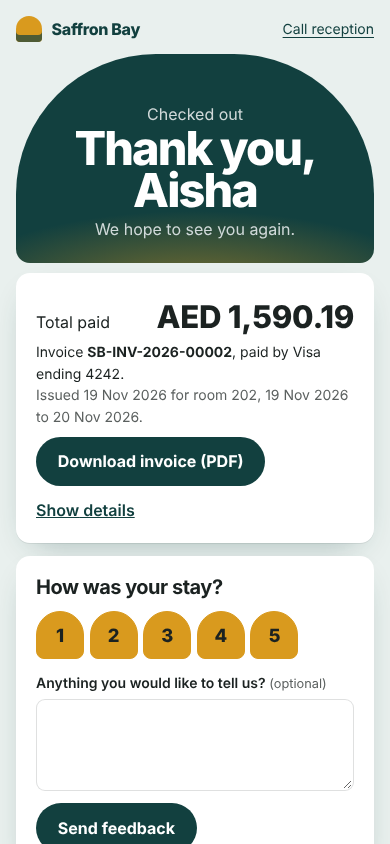 Saffron Bay
Call reception
Checked out
Thank you,
Aisha
We hope to see you again.
Total paid
AED 1,590.19
Invoice SB-INV-2026-00002, paid by Visa
ending 4242.
Issued 19 Nov 2026 for room 202, 19 Nov 2026
to 20 Nov 2026.
Download invoice (PDF)
Show details
How was your stay?
1 2 3 4 5
Anything you would like to tell us? (optional)
Send feedback